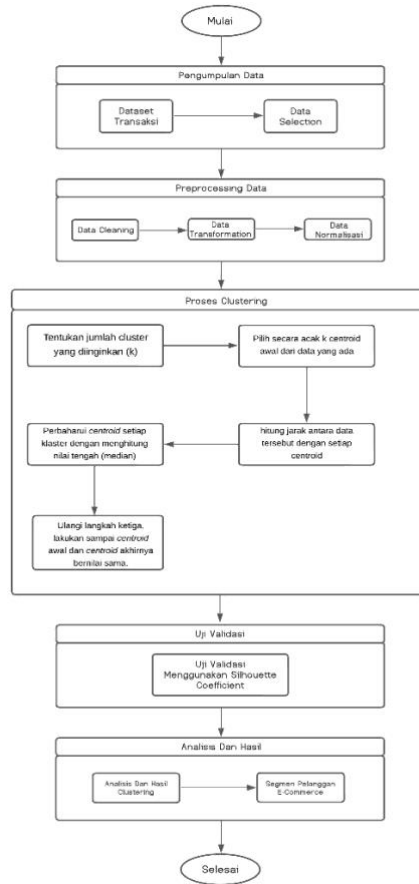 Mulai
Pengumpulan Data
Dataset
Transaksi
Data
Selection
Preprocessing Data
Data Cleaning
Data
Transformation
Data
Normalisasi
Proses Clustering
Tentukan jumlah cluster
yang diinginkan (k)
Pilih secara acak k centroid
awal dari data yang ada
hitung jarak antara data
tersebut dengan setiap
centroid
Perbaharui centroid setiap
klaster dengan menghitung
nilai tengah (median)
Ulangi langkah ketiga,
lakukan sampai centroid
awal dan centroid akhirnya
bernilai sama.
Uji Validasi
Uji Validasi
Menggunakan Silhouette
Coefficient
Analisis Dan Hasil
Analisis Dan Hasil
Clustering
Segmen Pelanggan
E-Commerce
Selesai